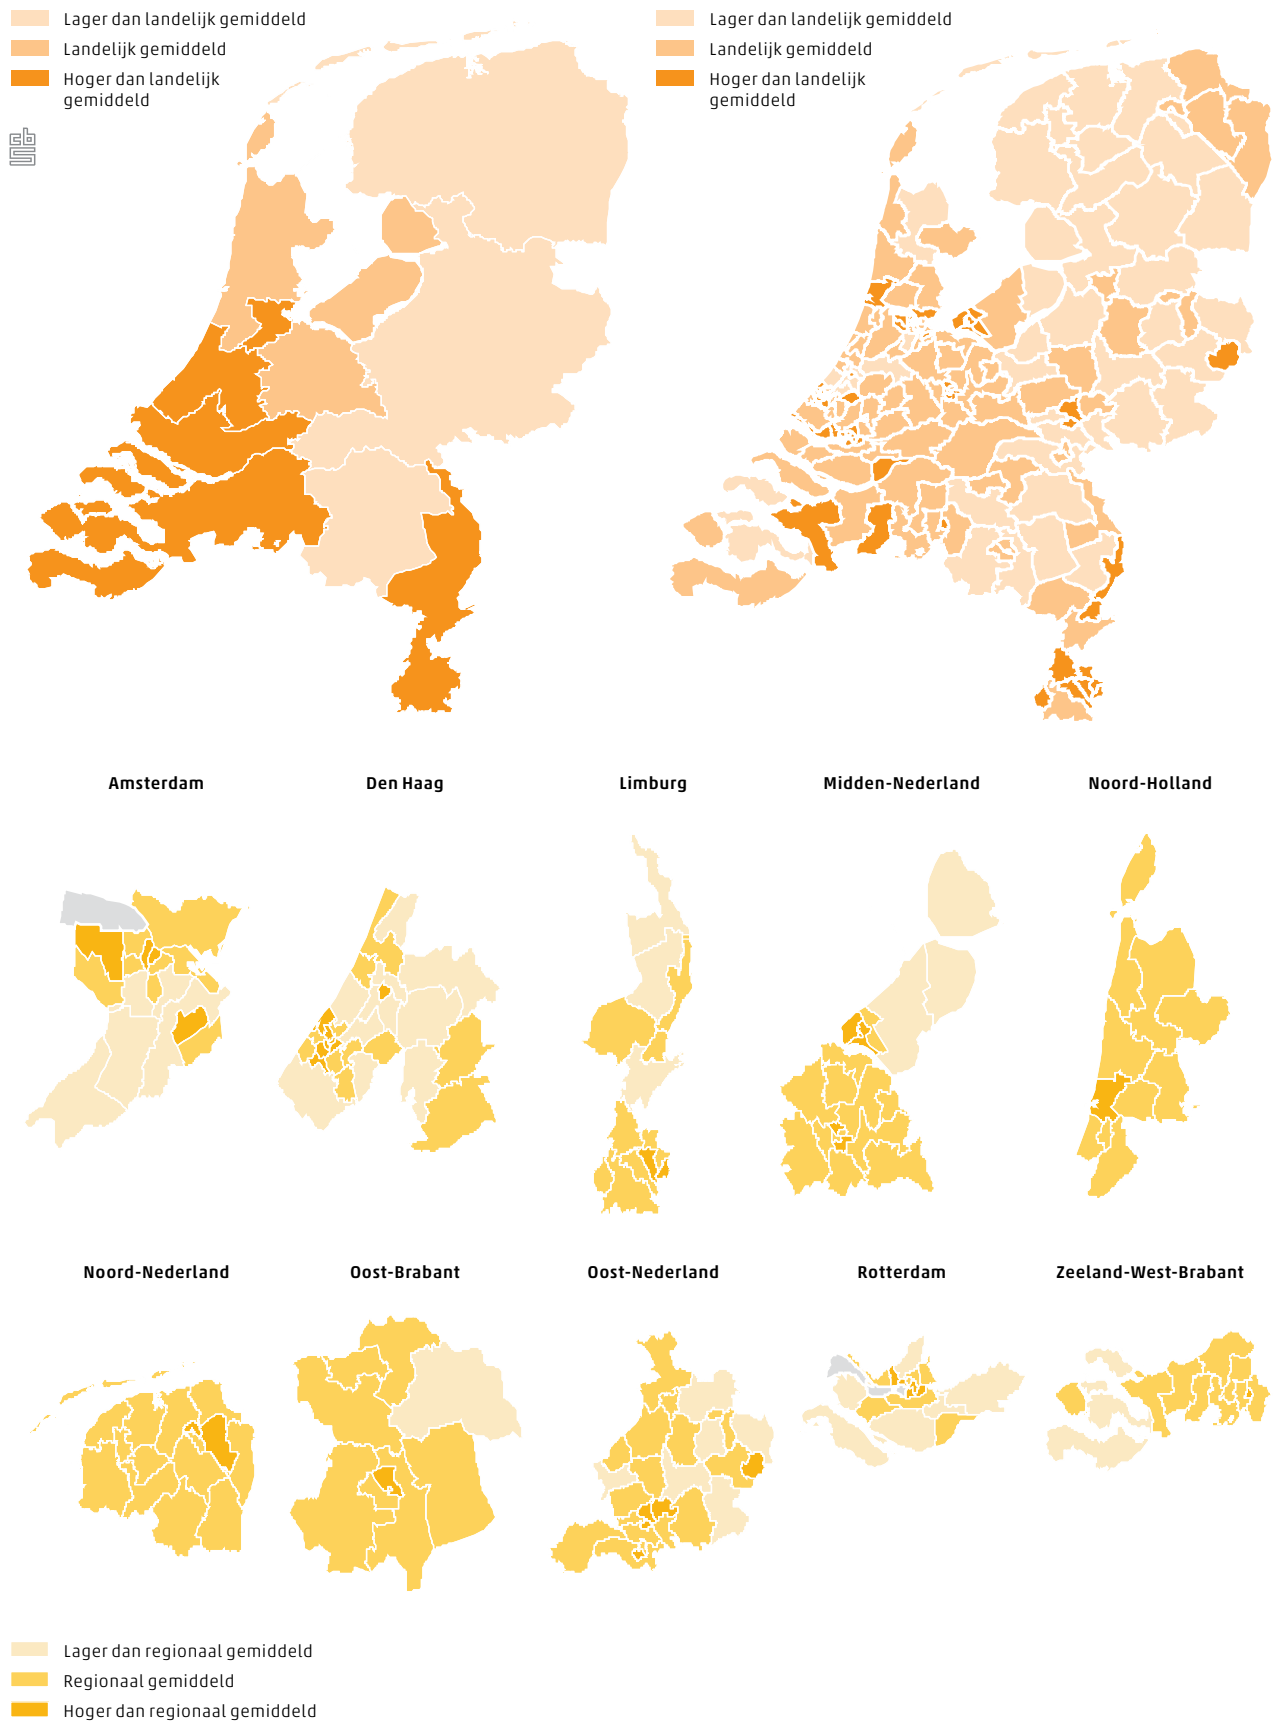 Lager dan landelijk gemiddeld
Landelijk gemiddeld
Hoger dan landelijk
gemiddeld
Lager dan landelijk gemiddeld
Landelijk gemiddeld
Hoger dan landelijk
gemiddeld
cbs
Amsterdam
Den Haag
Limburg
Midden-Nederland
Noord-Holland
Noord-Nederland
Oost-Brabant
Oost-Nederland
Rotterdam
Zeeland-West-Brabant
Lager dan regionaal gemiddeld
Regionaal gemiddeld
Hoger dan regionaal gemiddeld